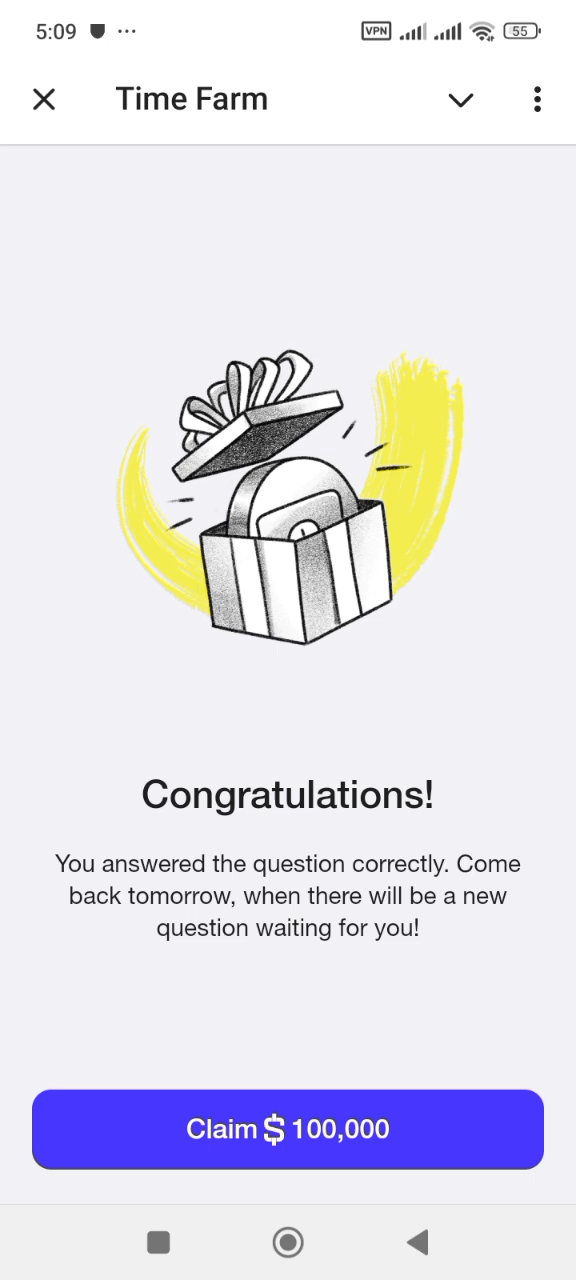 5:09 ... VPN 55
Time Farm
Congratulations!
You answered the question correctly. Come
back tomorrow, when there will be a new
question waiting for you!
Claim $ 100,000